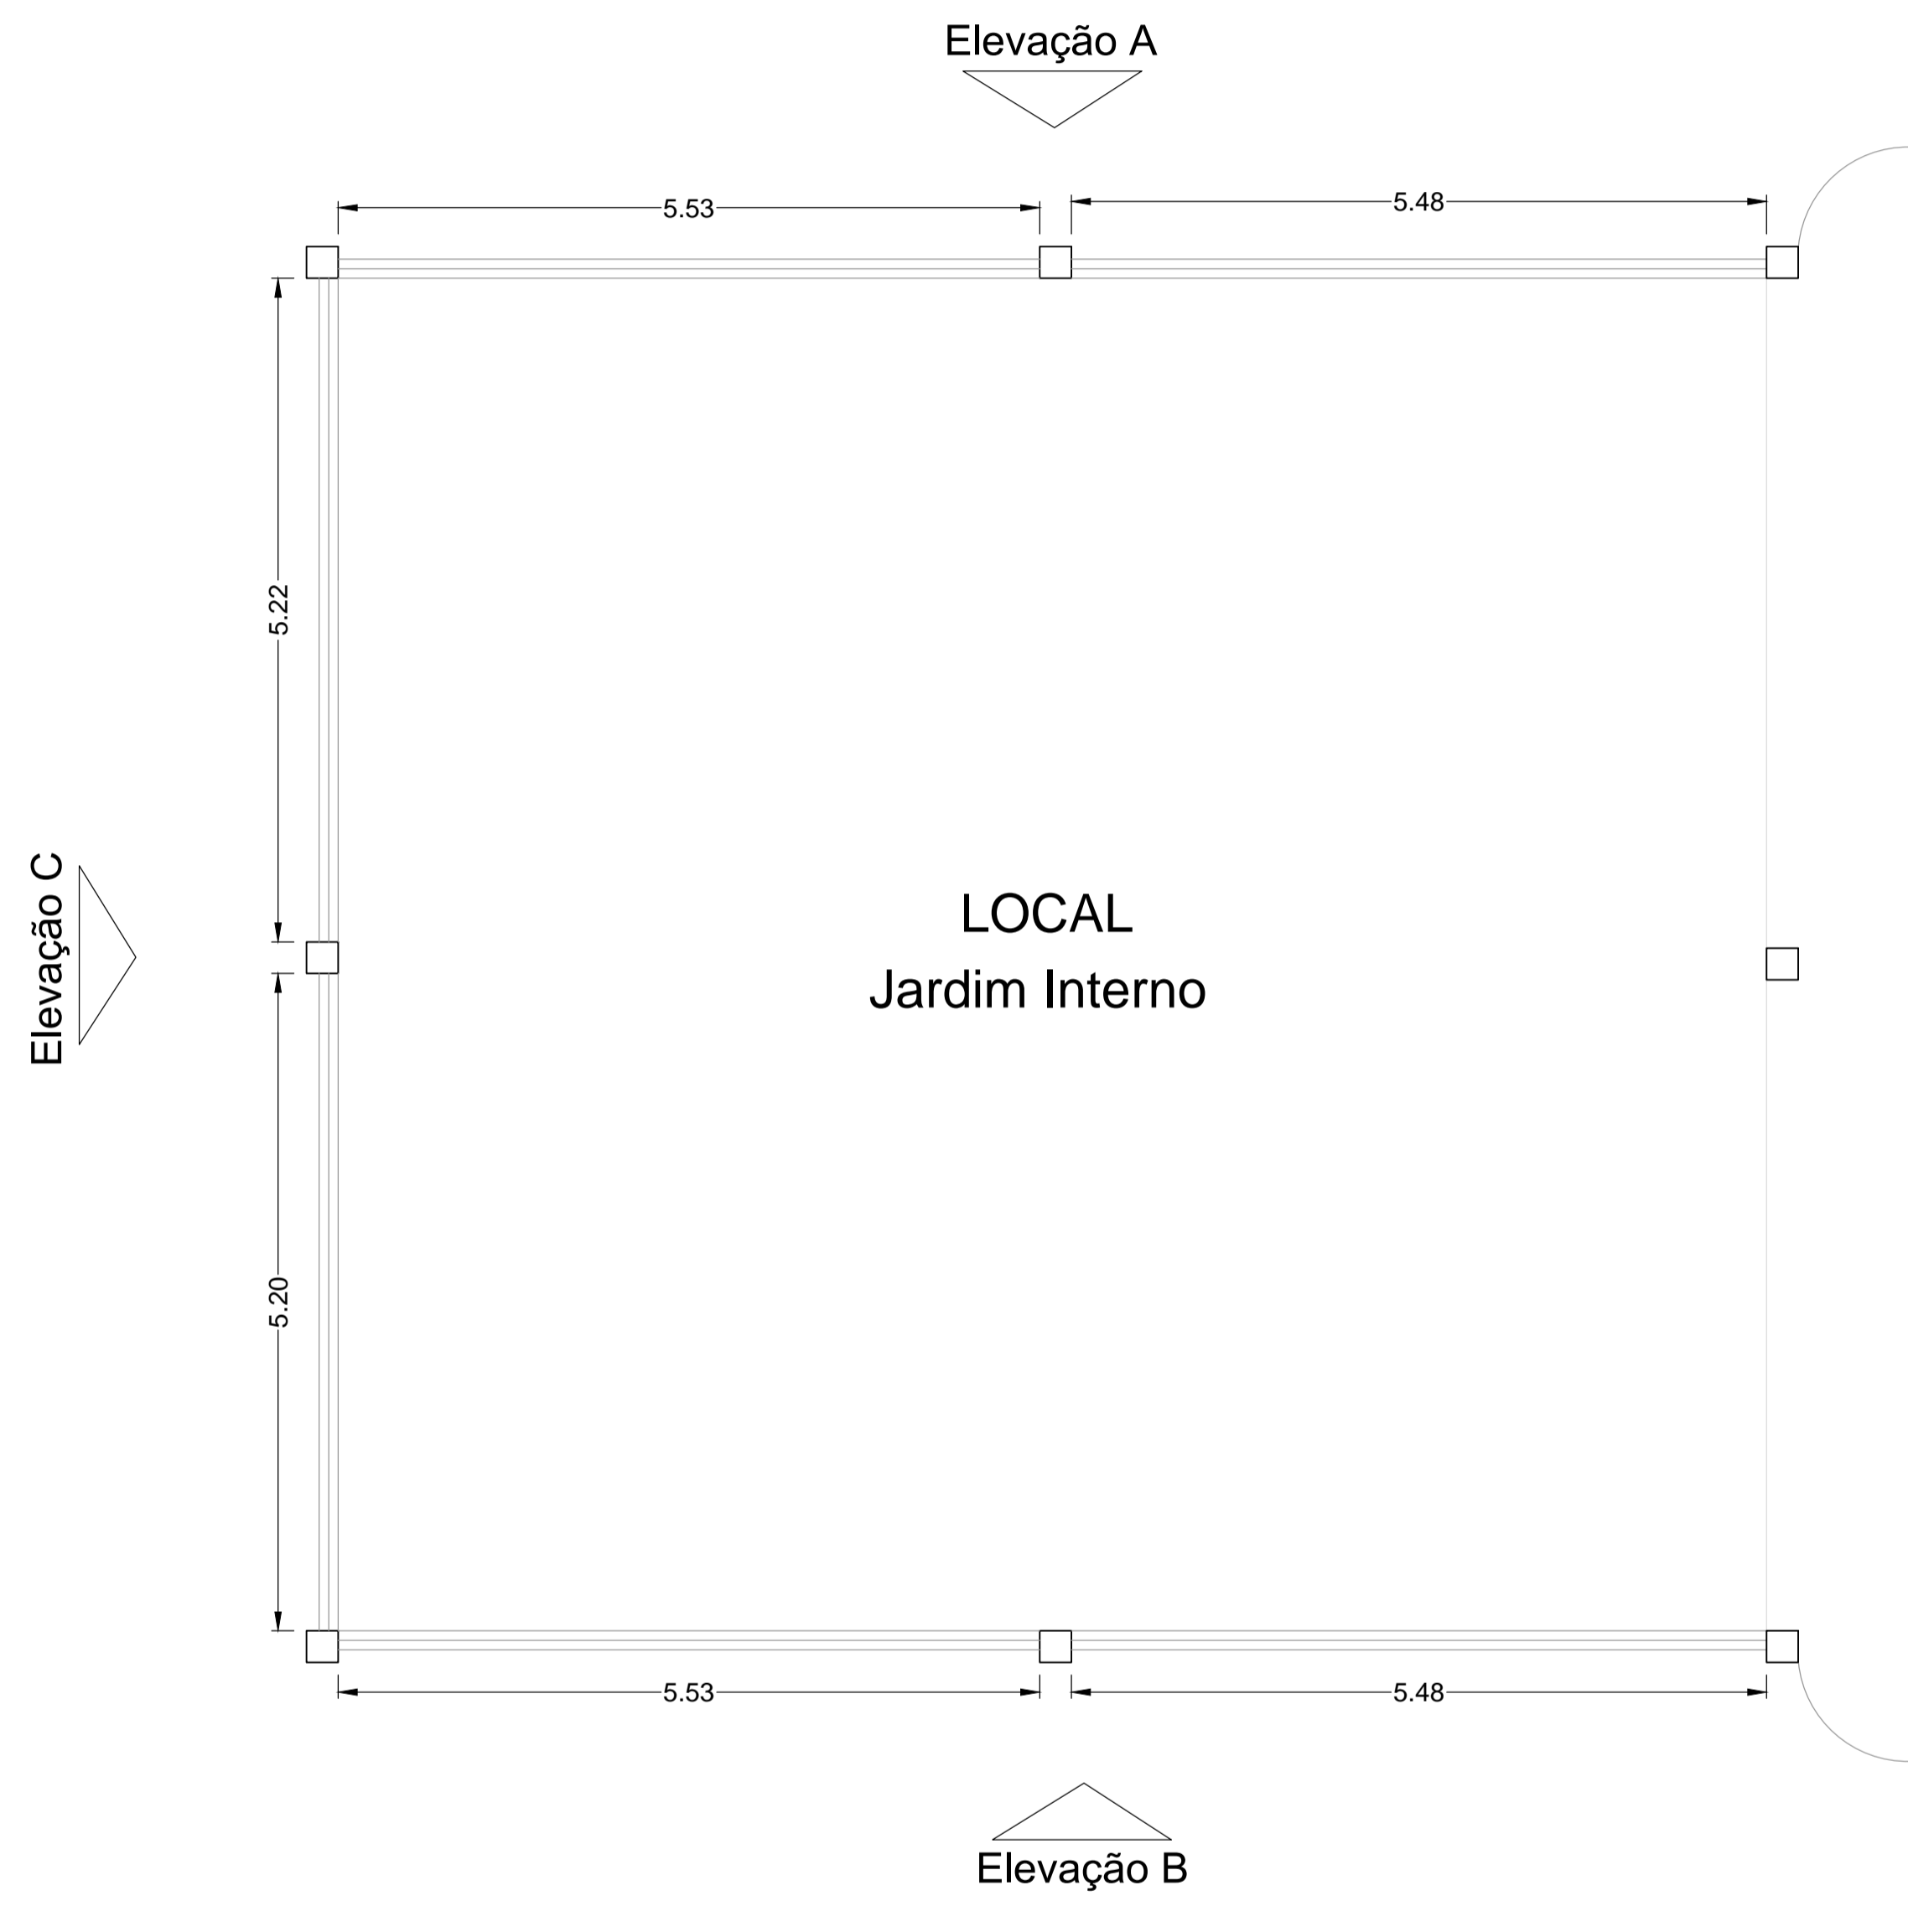 Elevação A
5.53
5.48
5.22
Elevação C
LOCAL
Jardim Interno
5.20
5.53
5.48
Elevação B